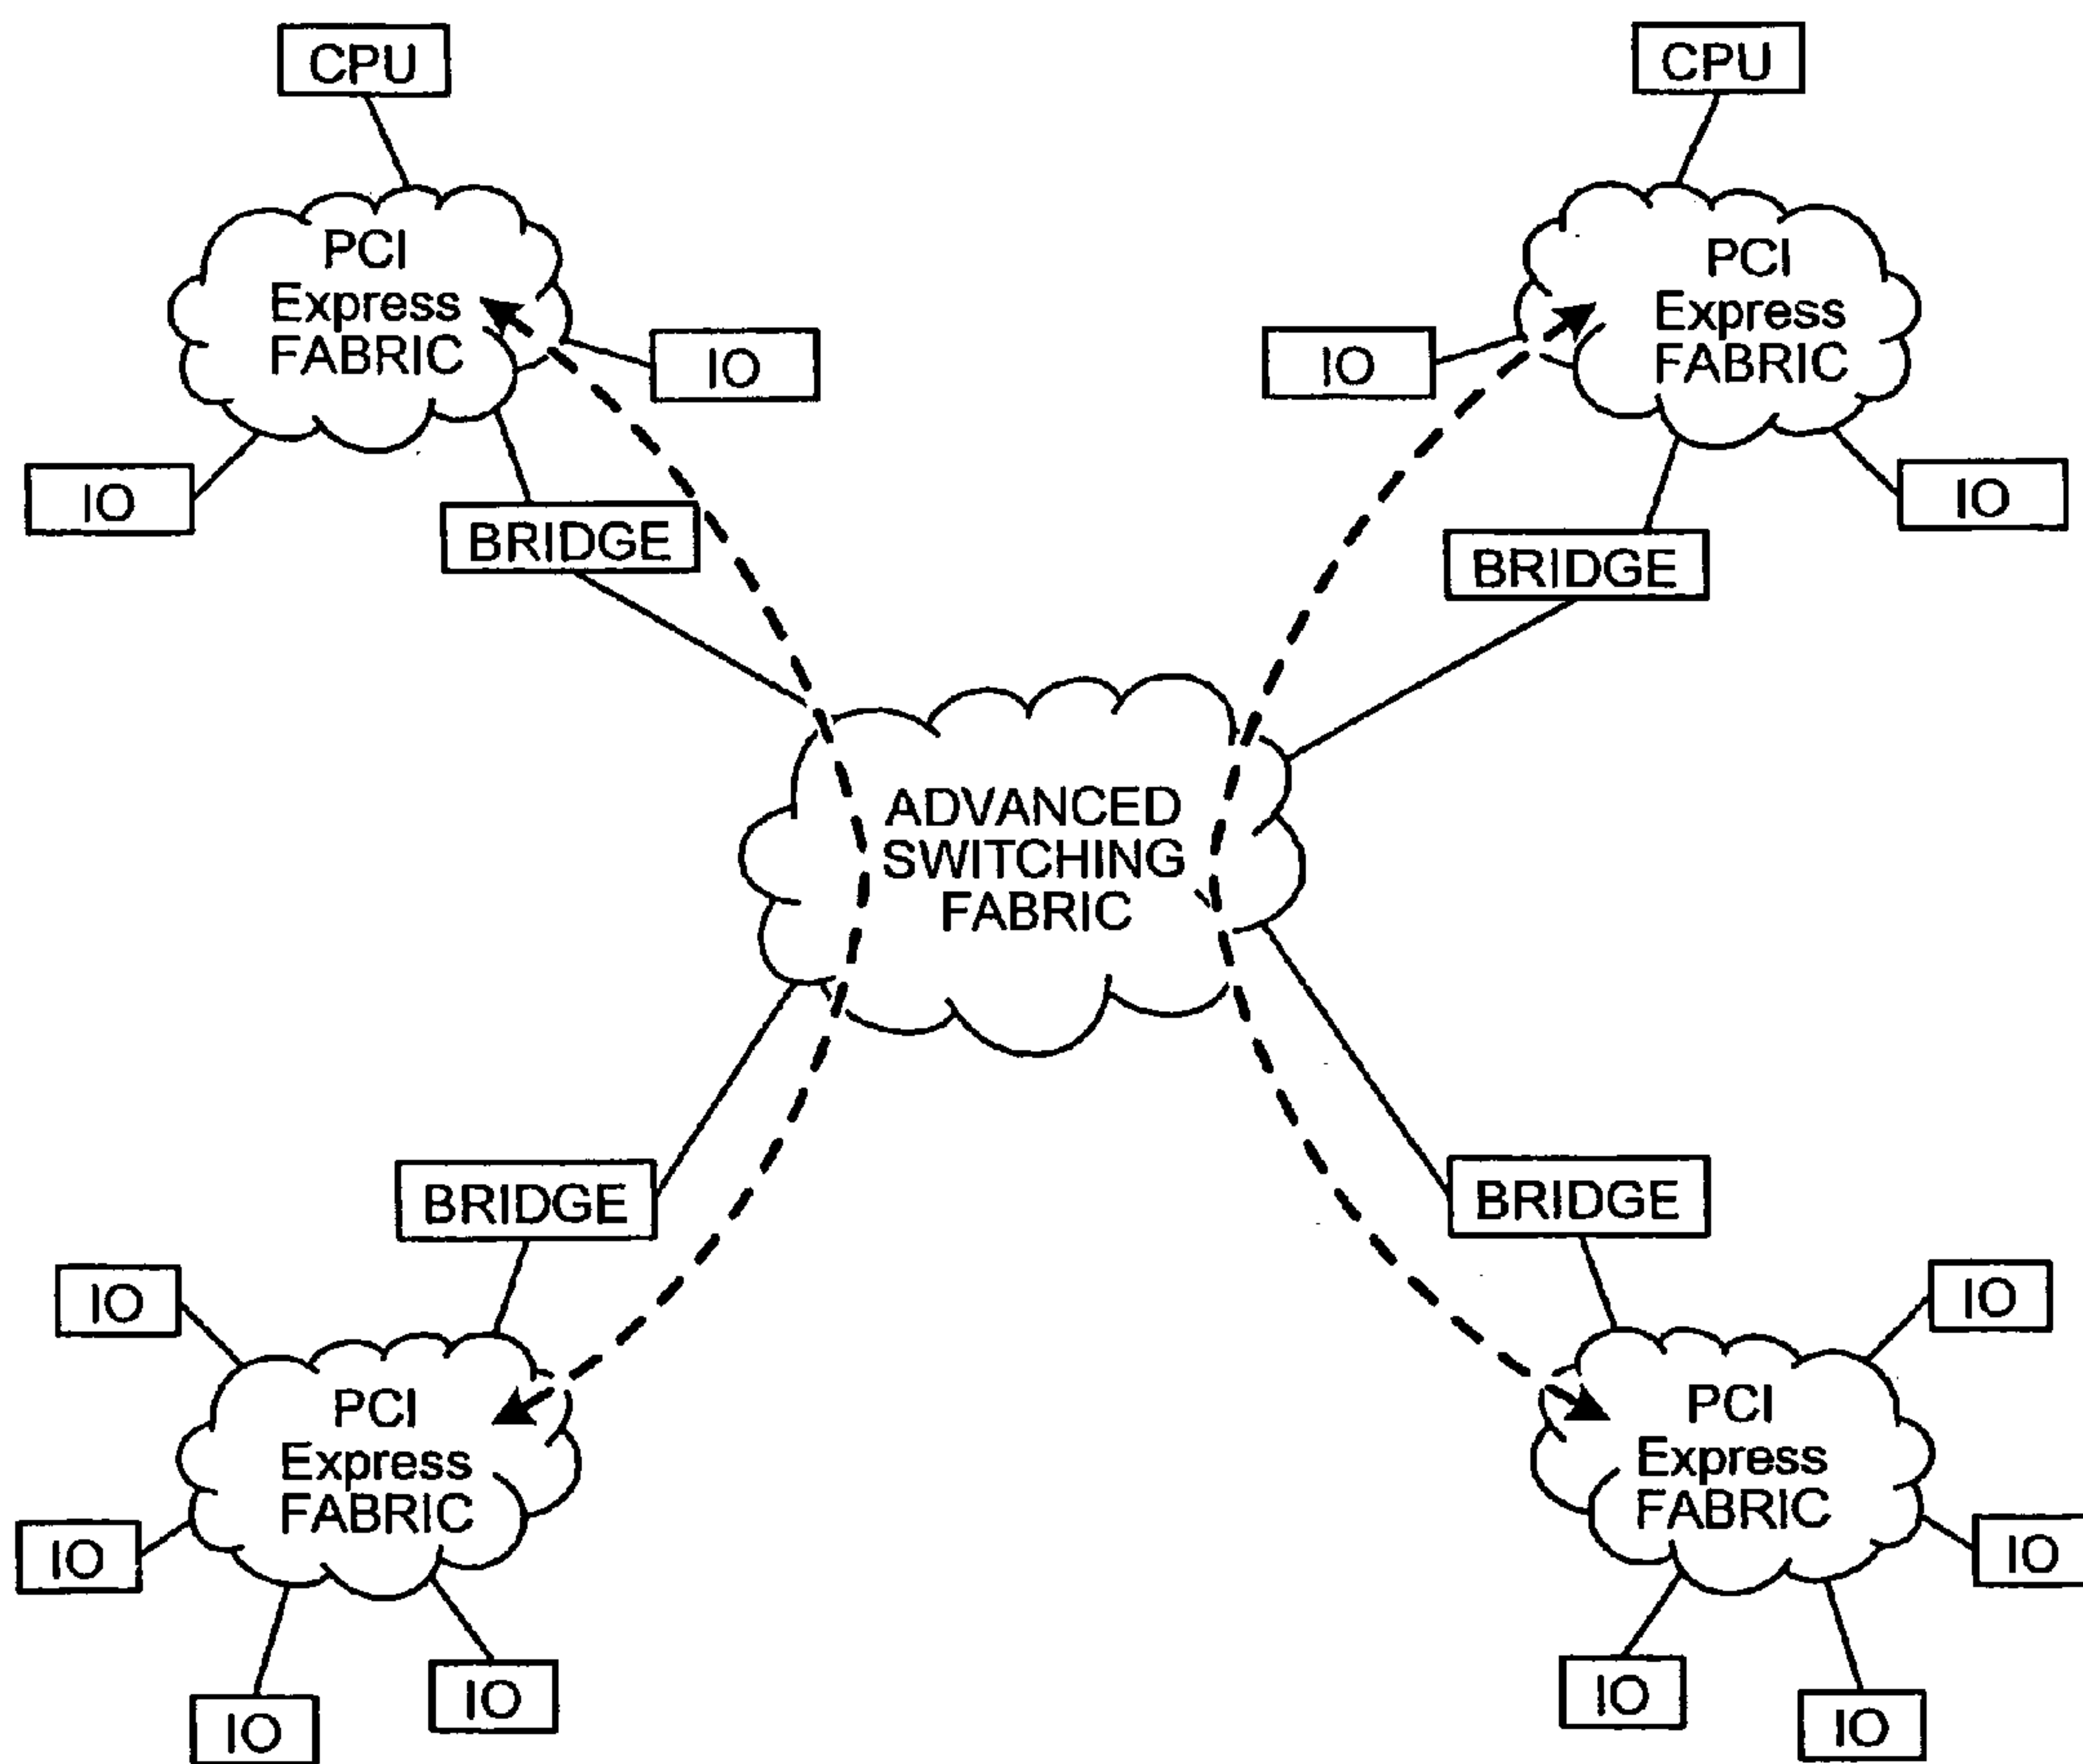 CPU
CPU
PCI
Express
FABRIC
PCI
Express
FABRIC
IO
IO
IO
IO
BRIDGE
BRIDGE
ADVANCED
SWITCHING
FABRIC
BRIDGE
BRIDGE
IO
IO
PCI
Express
FABRIC
PCI
Express
FABRIC
IO
IO
IO
IO
IO
IO